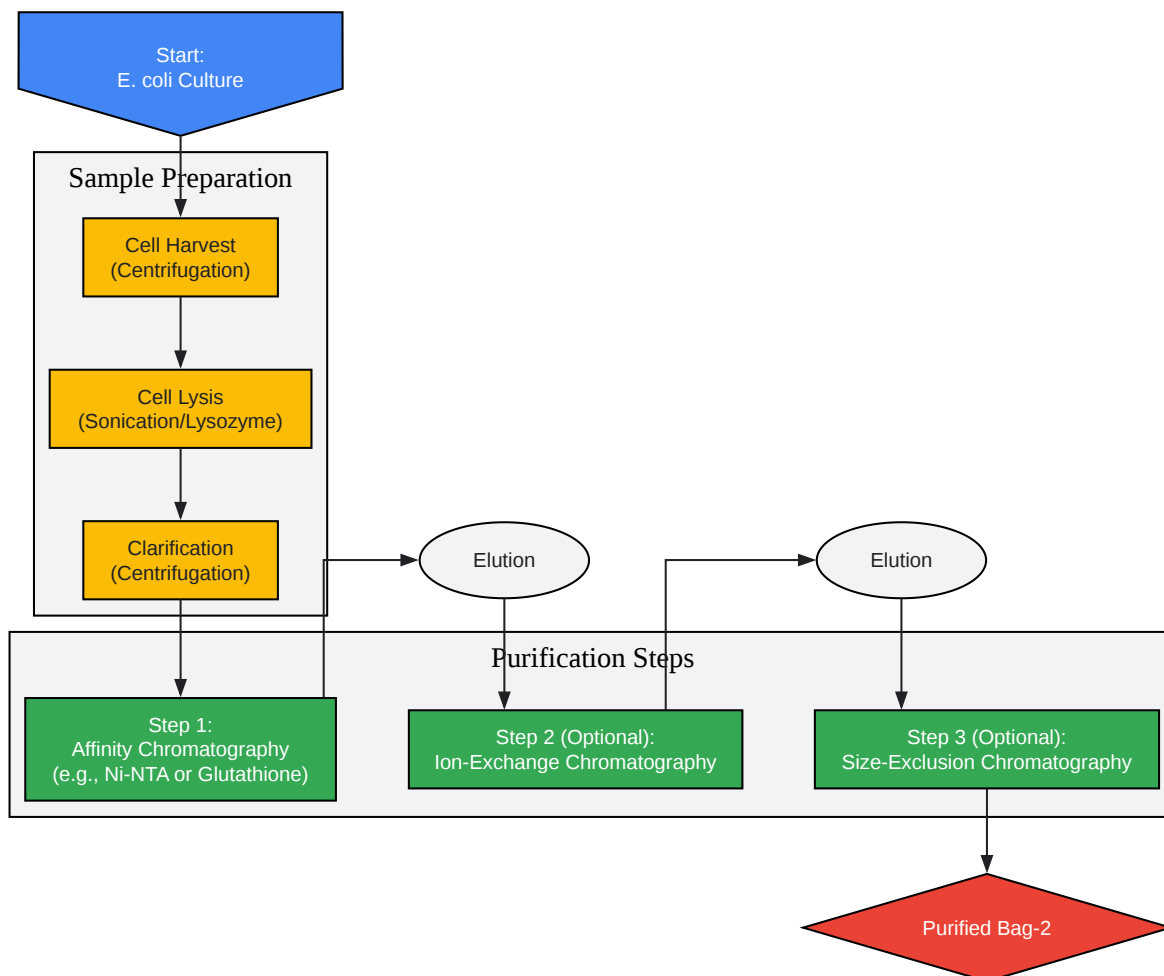 Start:
E. coli Culture
Sample Preparation
Cell Harvest
(Centrifugation)
Cell Lysis
(Sonication/Lysozyme)
Clarification
(Centrifugation)
Elution
Elution
Purification Steps
Step 1:
Affinity Chromatography
(e.g., Ni-NTA or Glutathione)
Step 2 (Optional):
Ion-Exchange Chromatography
Step 3 (Optional):
Size-Exclusion Chromatography
Purified Bag-2